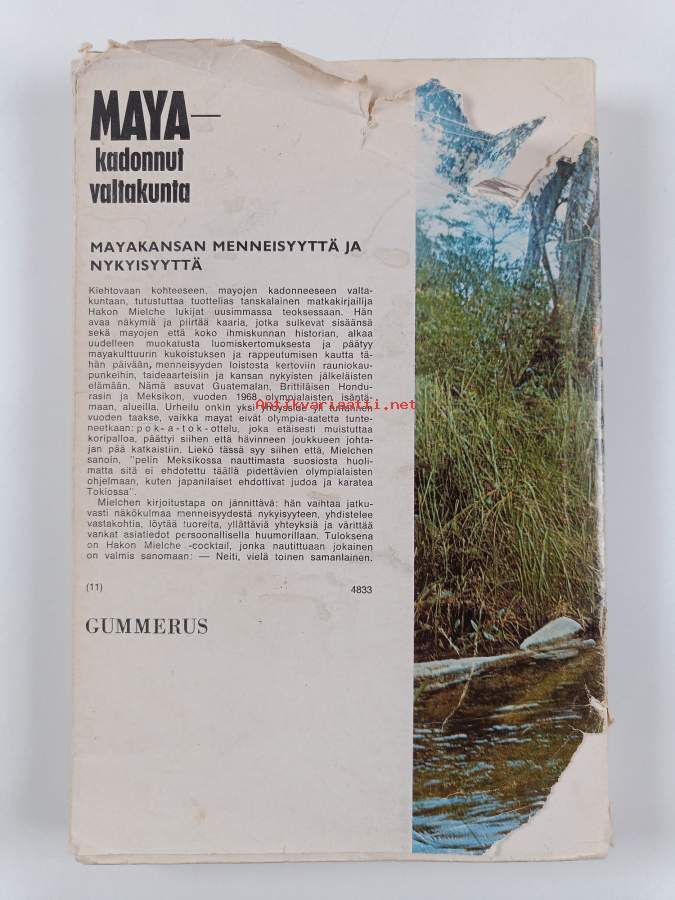 MAYA—
kadonnut
valtakunta
MAYAKANSAN MENNEISYYTTÄ JA
NYKYISYYTTÄ
Kiehtovaan kohteeseen, mayojen kadonneeseen valta-
kuntaan, tutustuttaa tuottelias tanskalainen matkakirjailija
Hakon Mielche lukijat uusimmassa teoksessaan. Hän
avaa näkymiä ja piirtää kaaria, jotka sulkevat sisäänsä
sekä mayojen että koko ihmiskunnan historian, alkaa
uudelleen muokatusta luomiskertomuksesta ja päätyy
mayakulttuurin kukoistuksen ja rappeutumisen kautta tä-
hän päivään, menneisyyden loistosta kertoviin rauniokau-
punkeihin, taideaarteisiin ja kansan nykyisten jälkeläisten
elämään. Nämä asuvat Guatemalan, Brittiläisen Hondu-
rasin ja Meksikon, vuoden 1968 olympialaisten isäntä-
maan, alueilla. Urheilu onkin yksi yhdysside yli tuhannen
vuoden taakse, vaikka mayat eivät olympia-aatetta tunte-
neetkaan: pok-a-tok-ottelu, joka etäisesti muistuttaa
koripalloa, päättyi siihen että hävinneen joukkueen johta-
jan pää katkaistiin. Liekö tässä syy siihen että, Mielchen
sanoin, "pelin Meksikossa nauttimasta suosiosta huoli-
matta sitä ei ehdotettu täällä pidettävien olympialaisten
ohjelmaan, kuten japanilaiset ehdottivat judoa ja karatea
Tokiossa".
Mielchen kirjoitustapa on jännittävä: hän vaihtaa jatku-
vasti näkökulmaa menneisyydestä nykyisyyteen, yhdistelee
vastakohtia, löytää tuoreita, yllättäviä yhteyksiä ja värittää
vankat asiatiedot persoonallisella huumorillaan. Tuloksena
on Hakon Mielche -cocktail, jonka nautittuaan jokainen
on valmis sanomaan: — Neiti, vielä toinen samanlainen.
(11) 4833
GUMMERUS
Antikvariaatti.net